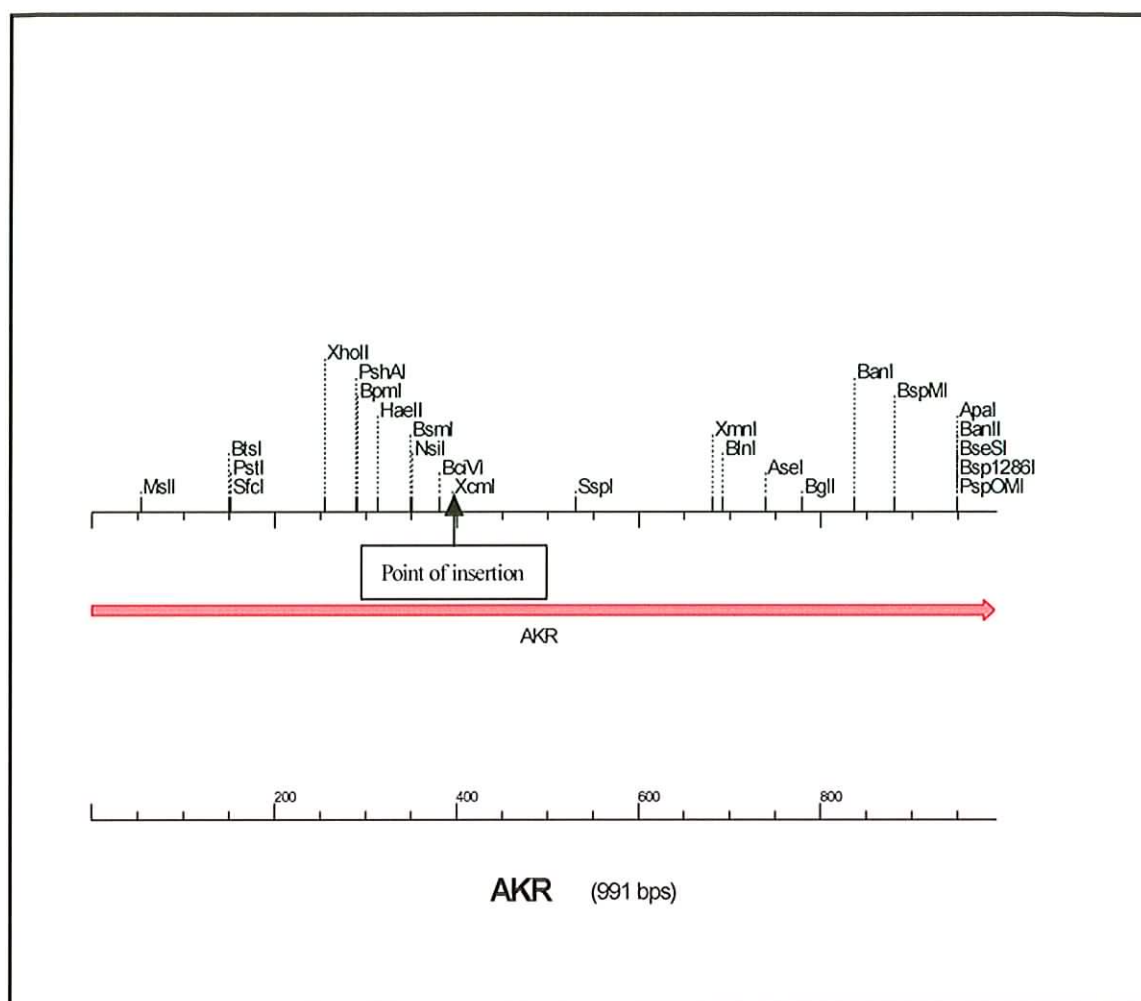 XhoII
PshAI
BanI
BpmI
BspMI
HaeII
ApaI
BsmI
XmnI
BanII
BtsI
NsiI
BlnI
BseSI
PstI
BciVI
AseI
Bsp1286I
MslI
SfcI
XcmI
SspI
BglI
PspOMI
Point of insertion
AKR
200
400
600
800
AKR (991 bps)